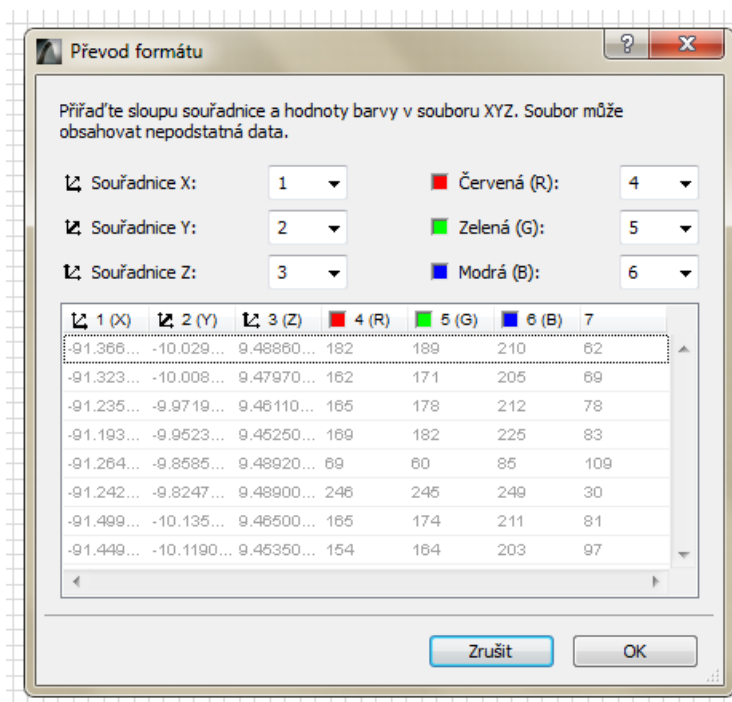 Převod formátu
Přiřaďte sloupu souřadnice a hodnoty barvy v souboru XYZ. Soubor může
obsahovat nepodstatná data.
Souřadnice X: 1 Červená (R): 4
Souřadnice Y: 2 Zelená (G): 5
Souřadnice Z: 3 Modrá (B): 6
1 (X) 2 (Y) 3 (Z) 4 (R) 5 (G) 6 (B) 7
-91.366... -10.029... 9.48860... 182 189 210 62
-91.323... -10.008... 9.47970... 162 171 205 69
-91.235... -9.9719... 9.46110... 165 178 212 78
-91.193... -9.9523... 9.45250... 169 182 225 83
-91.264... -9.8585... 9.48920... 69 60 85 109
-91.242... -9.8247... 9.48900... 246 245 249 30
-91.499... -10.135... 9.46500... 165 174 211 81
-91.449... -10.1190... 9.45350... 154 164 203 97
Zrušit OK